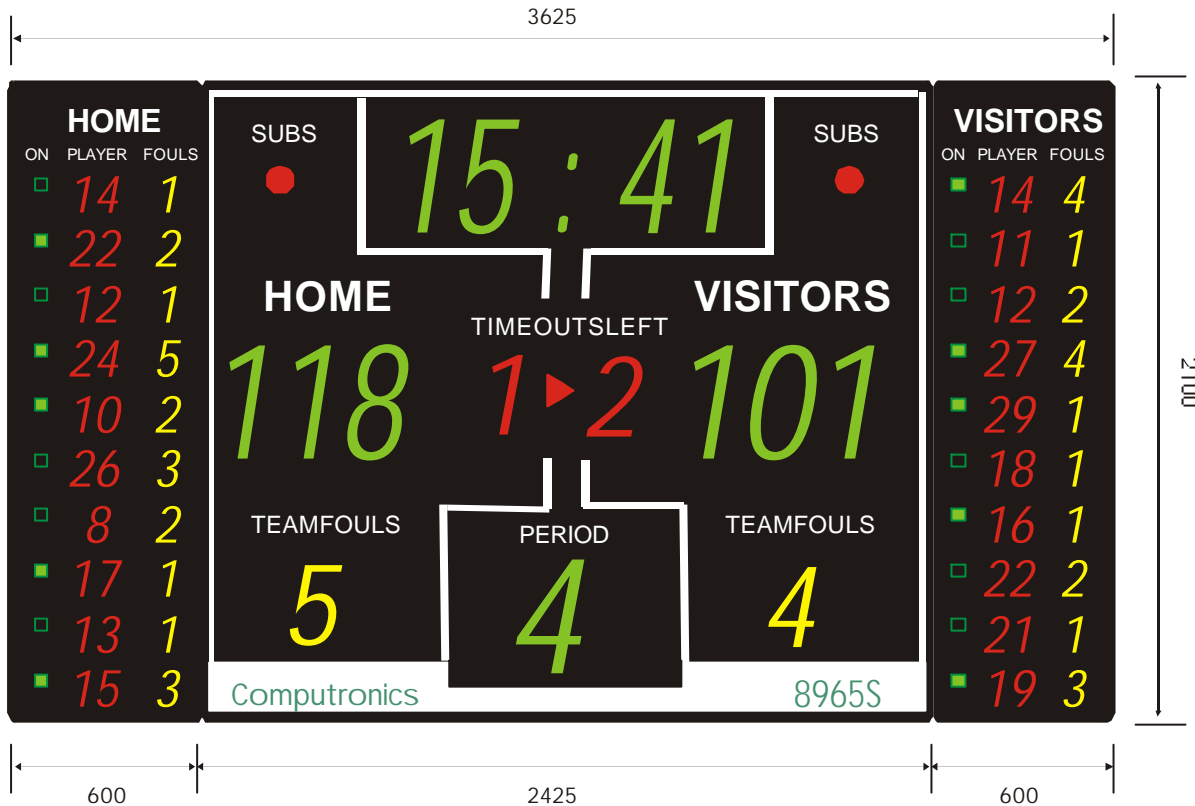 3625
HOME
ON PLAYER FOULS
14 1
22 2
12 1
24 5
10 2
26 3
8 2
17 1
13 1
15 3
SUBS
15 : 41
SUBS
HOME
VISITORS
TIMEOUTSLEFT
118
1 2
101
TEAMFOULS
5
PERIOD
4
TEAMFOULS
4
Computronics
8965S
VISITORS
ON PLAYER FOULS
14 4
11 1
12 2
27 4
29 1
18 1
16 1
22 2
21 1
19 3
2100
600
2425
600